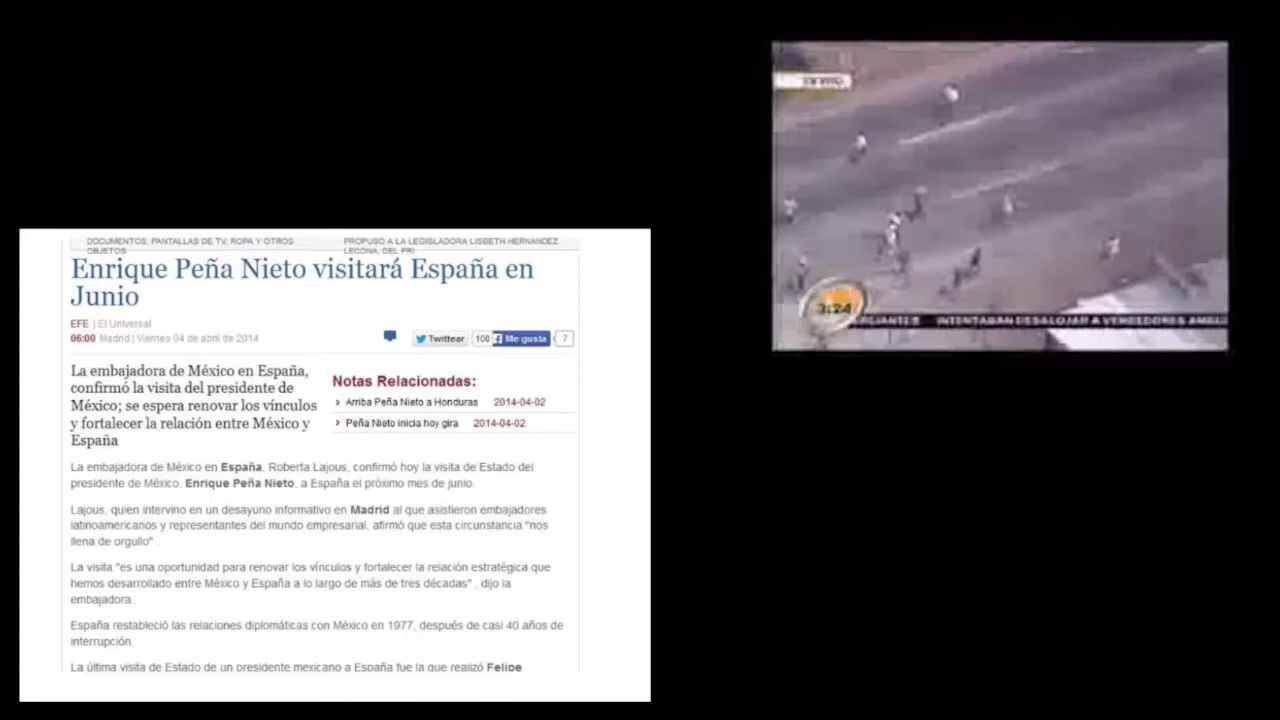 DOCUMENTOS, PANTALLAS DE TV, ROPA Y OTROS
OBJETOS
PROPUSO A LA LEGISLADORA LISBETH HERNÁNDEZ
LECONA, DEL PRI
Enrique Peña Nieto visitará España en
Junio
EFE | El Universal
06:00 Madrid | Viernes 04 de abril de 2014
Twittear 100 Me gusta 7
La embajadora de México en España,
confirmó la visita del presidente de
México; se espera renovar los vínculos
y fortalecer la relación entre México y
España
Notas Relacionadas:
› Arriba Peña Nieto a Honduras 2014-04-02
› Peña Nieto inicia hoy gira 2014-04-02
La embajadora de México en España, Roberta Lajous, confirmó hoy la visita de Estado del
presidente de México, Enrique Peña Nieto, a España el próximo mes de junio.
Lajous, quien intervino en un desayuno informativo en Madrid al que asistieron embajadores
latinoamericanos y representantes del mundo empresarial, afirmó que esta circunstancia "nos
llena de orgullo" .
La visita "es una oportunidad para renovar los vínculos y fortalecer la relación estratégica que
hemos desarrollado entre México y España a lo largo de más de tres décadas" , dijo la
embajadora.
España restableció las relaciones diplomáticas con México en 1977, después de casi 40 años de
interrupción.
La última visita de Estado de un presidente mexicano a España fue la que realizó Felipe
EN VIVO
3:24
INTENTABAN DESALOJAR A VENDEDORES